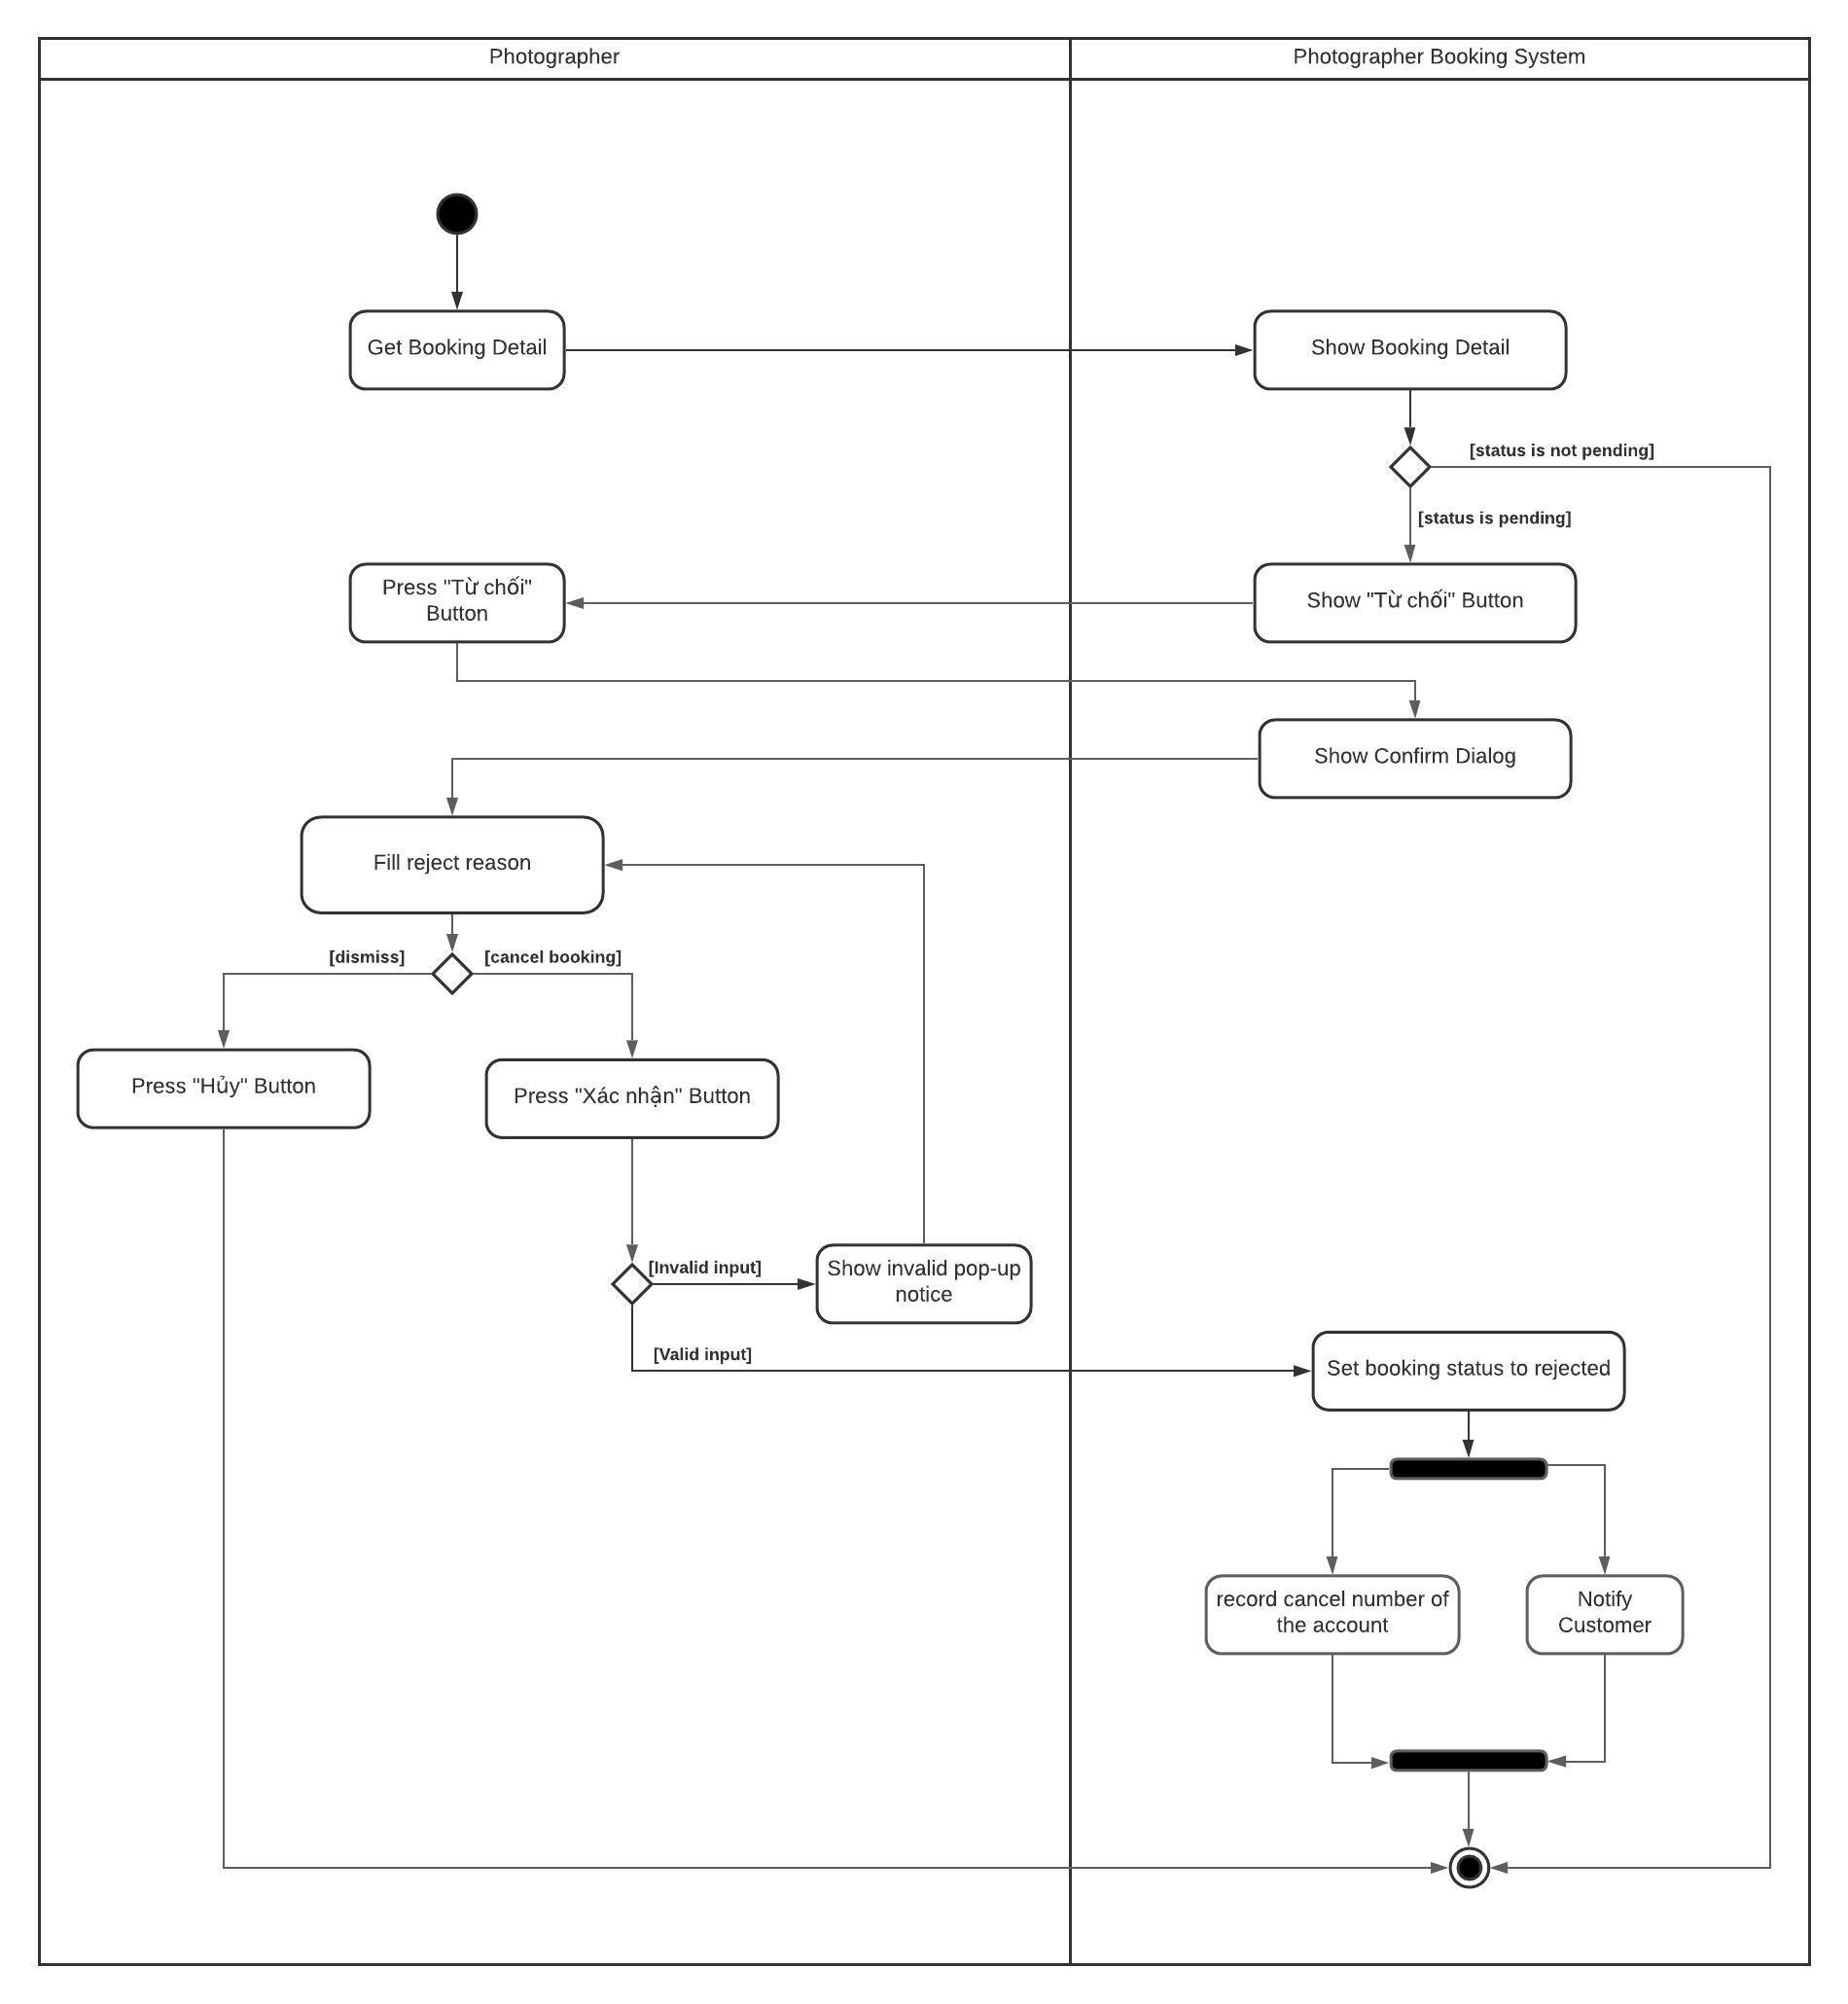 Photographer
Photographer Booking System
Get Booking Detail
Show Booking Detail
[status is not pending]
[status is pending]
Press "Từ chối"
Button
Show "Từ chối" Button
Show Confirm Dialog
Fill reject reason
[dismiss]
[cancel booking]
Press "Hủy" Button
Press "Xác nhận" Button
[Invalid input]
Show invalid pop-up
notice
[Valid input]
Set booking status to rejected
record cancel number of
the account
Notify
Customer